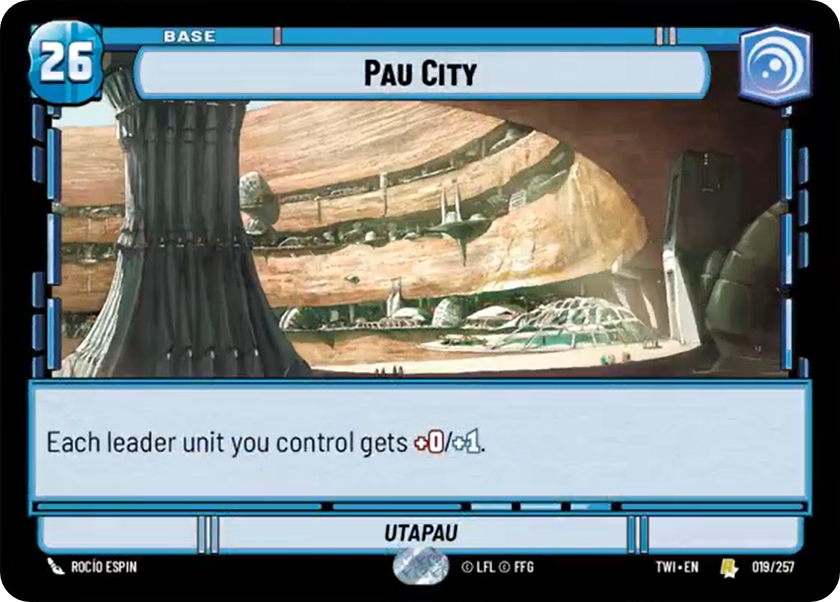 BASE
26
PAU CITY
Each leader unit you control gets +0/+1.
UTAPAU
ROCÍO ESPIN
© LFL © FFG
TWI•EN
R
019/257